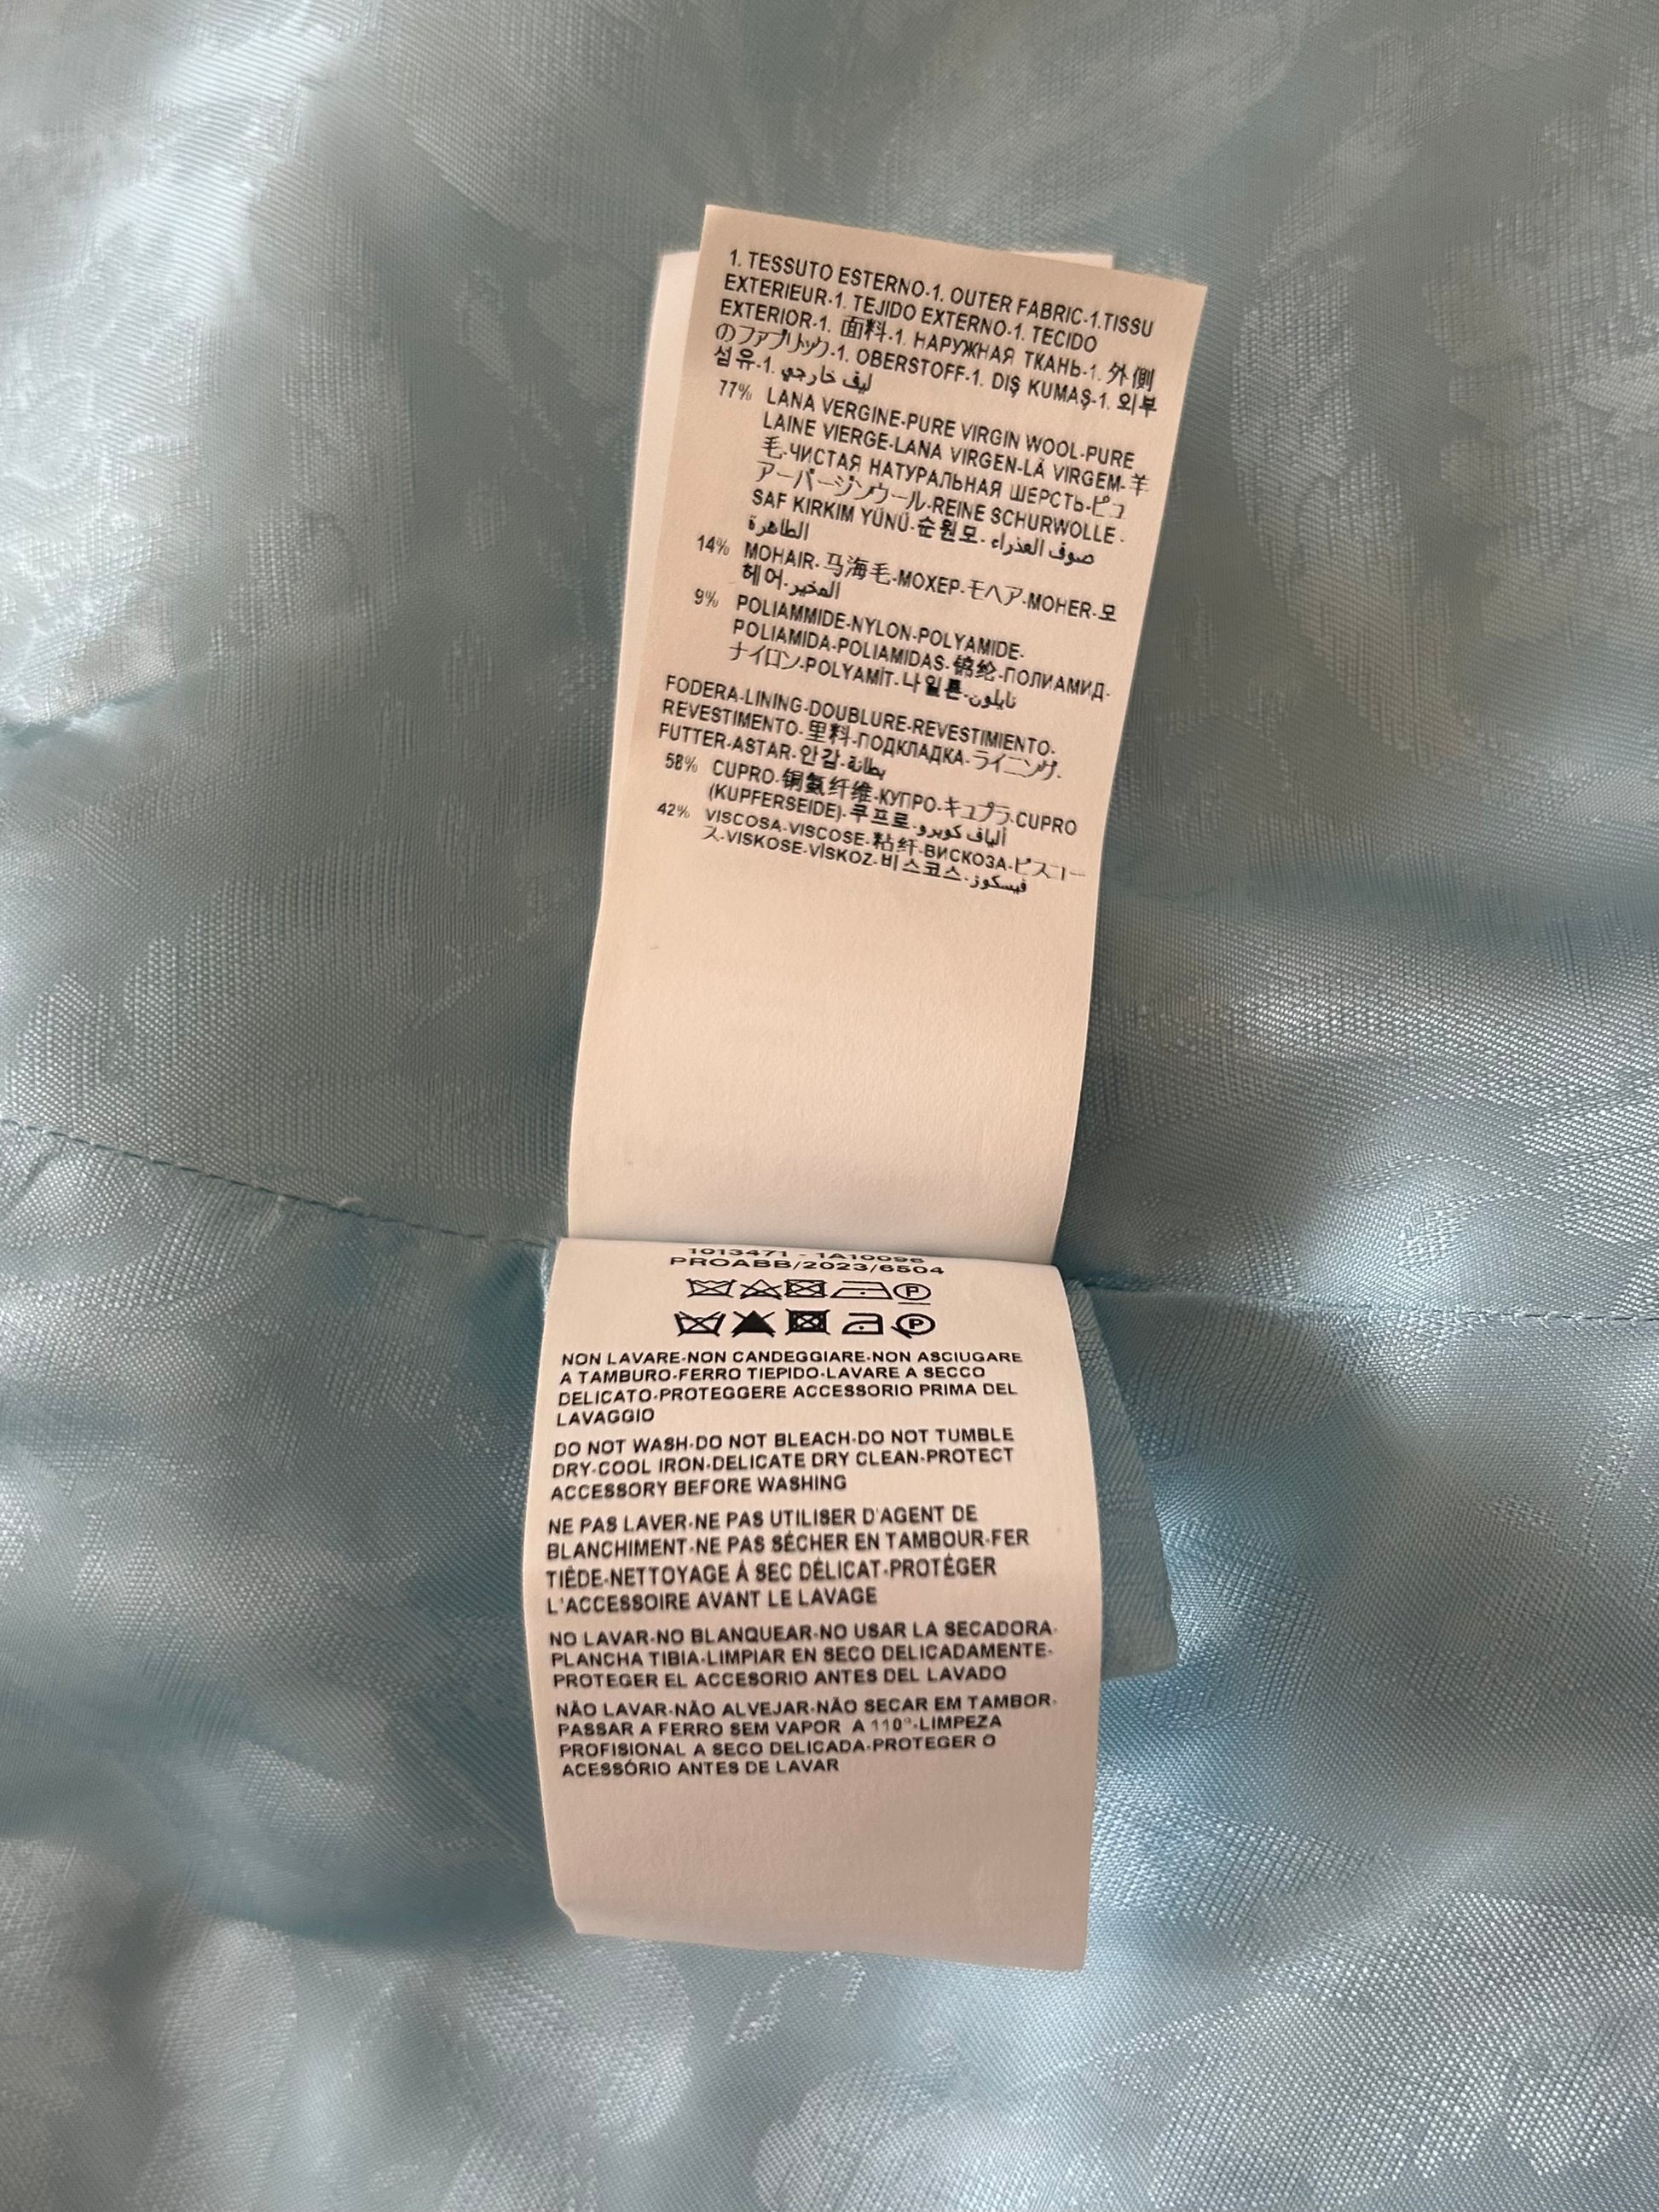 1. TESSUTO ESTERNO-1. OUTER FABRIC-1.TISSU
EXTERIEUR-1. TEJIDO EXTERNO-1. TECIDO
EXTERIOR-1. 面料-1. НАРУЖНАЯ ТКАНЬ-1. 外側
のファブリック-1. OBERSTOFF-1. DIŞ KUMAŞ-1. 외부
섬유-1. ليف خارجي
77% LANA VERGINE-PURE VIRGIN WOOL-PURE
LAINE VIERGE-LANA VIRGEN-LÃ VIRGEM-羊
毛-ЧИСТАЯ НАТУРАЛЬНАЯ ШЕРСТЬ-ピュ
アーバージンウール-REINE SCHURWOLLE -
SAF KIRKIM YÜNÜ-순원모- صوف العذراء
الطاهرة
14% MOHAIR-马海毛-МОХЕР-モヘア-MOHER-모
헤어-المخير
9% POLIAMMIDE-NYLON-POLYAMIDE-
POLIAMIDA-POLIAMIDAS-锦纶-ПОЛИАМИД-
ナイロン-POLYAMİT-나일론-نايلون
FODERA-LINING-DOUBLURE-REVESTIMIENTO-
REVESTIMENTO-里料-ПОДКЛАДКА-ライニング-
FUTTER-ASTAR-안감-بطانة
58% CUPRO-铜氨纤维-КУПРО-キュプラ-CUPRO
(KUPFERSEIDE)-쿠프로-ألياف كوبرو
42% VISCOSA-VISCOSE-粘纤-ВИСКОЗА-ビスコー
ス-VISKOSE-VİSKOZ-비스코스-فيسكوز
1013471 - 1A10096
PROABB/2023/6504
P
P
NON LAVARE-NON CANDEGGIARE-NON ASCIUGARE
A TAMBURO-FERRO TIEPIDO-LAVARE A SECCO
DELICATO-PROTEGGERE ACCESSORIO PRIMA DEL
LAVAGGIO
DO NOT WASH-DO NOT BLEACH-DO NOT TUMBLE
DRY-COOL IRON-DELICATE DRY CLEAN-PROTECT
ACCESSORY BEFORE WASHING
NE PAS LAVER-NE PAS UTILISER D'AGENT DE
BLANCHIMENT-NE PAS SÉCHER EN TAMBOUR-FER
TIÈDE-NETTOYAGE À SEC DÉLICAT-PROTÉGER
L'ACCESSOIRE AVANT LE LAVAGE
NO LAVAR-NO BLANQUEAR-NO USAR LA SECADORA-
PLANCHA TIBIA-LIMPIAR EN SECO DELICADAMENTE-
PROTEGER EL ACCESORIO ANTES DEL LAVADO
NÃO LAVAR-NÃO ALVEJAR-NÃO SECAR EM TAMBOR-
PASSAR A FERRO SEM VAPOR A 110°-LIMPEZA
PROFISIONAL A SECO DELICADA-PROTEGER O
ACESSÓRIO ANTES DE LAVAR